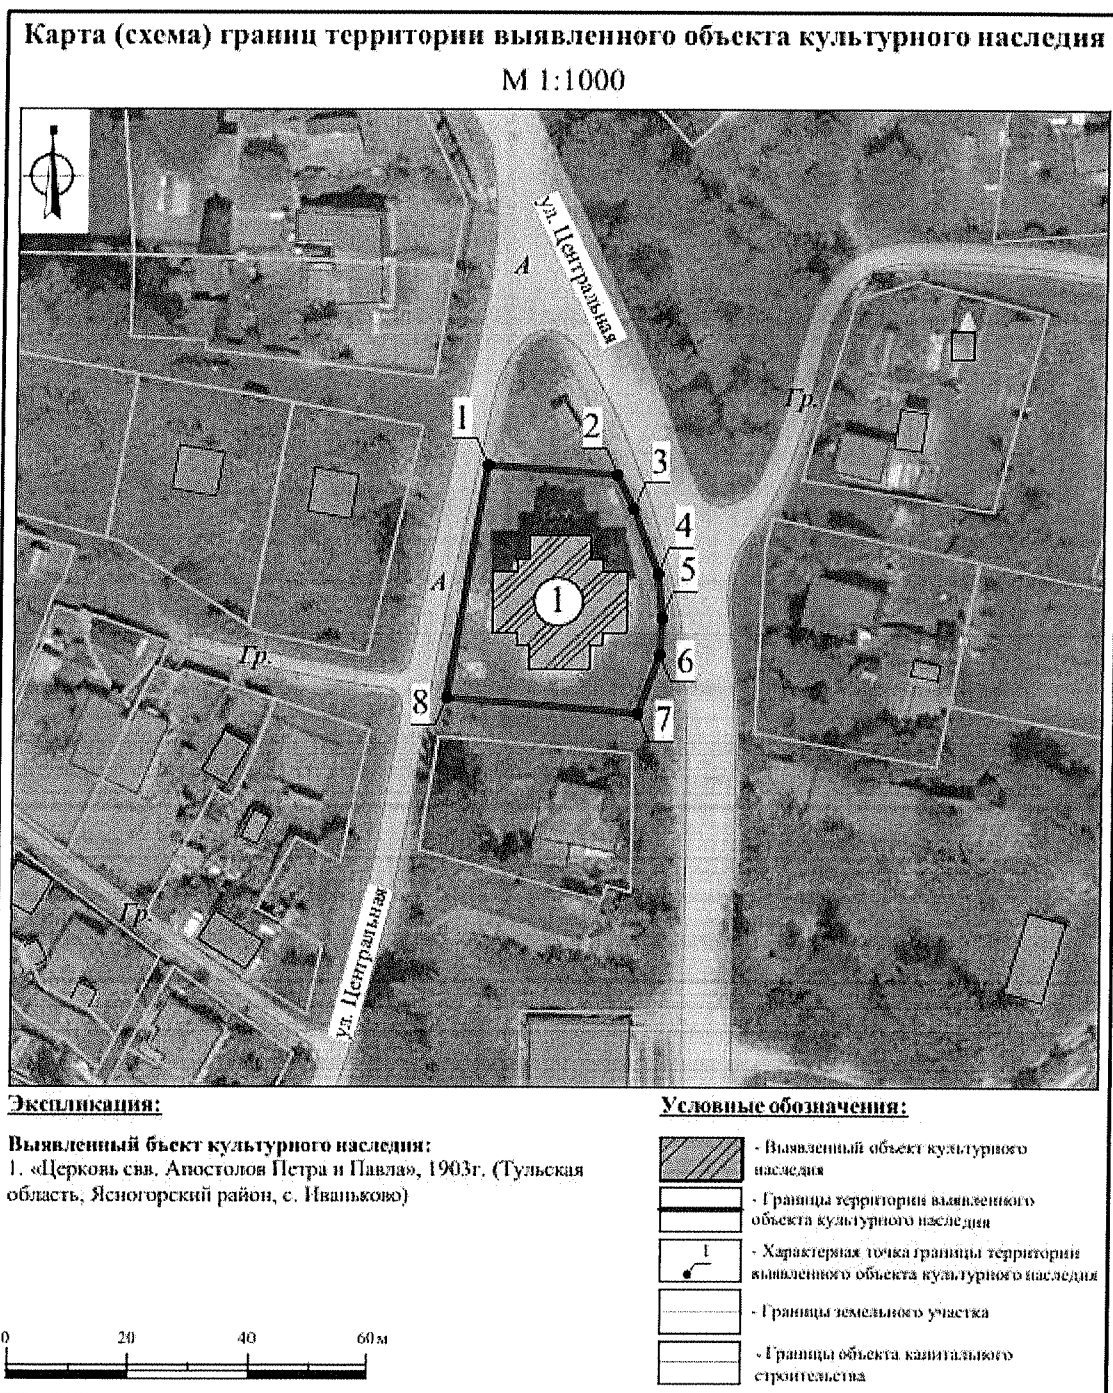 Карта (схема) границ территории выявленного объекта культурного наследия
М 1:1000
ул. Центральная
А
1
2
3
Гр.
4
5
А
1
6
Гр.
8
7
Гр.
ул. Центральная
Экспликация:
Выявленный бъект культурного наследия:
1. «Церковь свв. Апостолов Петра и Павла», 1903г. (Тульская
область, Ясногорский район, с. Иваньково)
Условные обозначения:
- Выявленный объект культурного
наследия
- Границы территории выявленного
объекта культурного наследия
1
- Характерная точка границы территории
выявленного объекта культурного наследия
- Границы земельного участка
- Границы объекта капитального
строительства
0 20 40 60 м